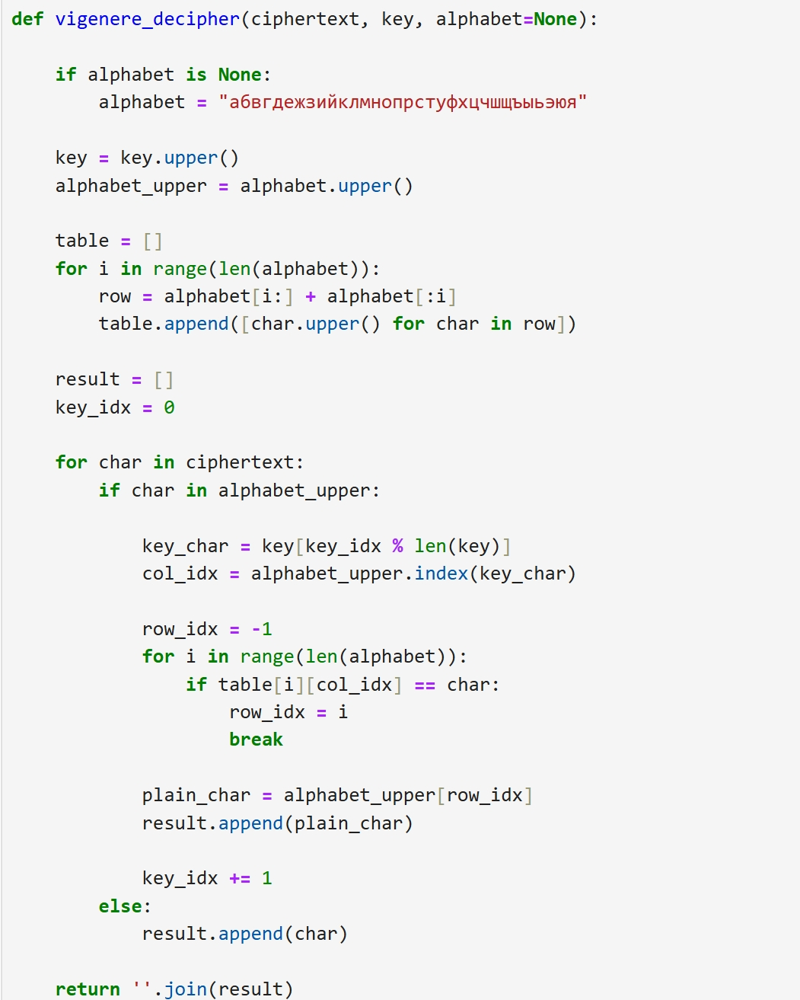 def vigenere_decipher(ciphertext, key, alphabet=None):
    if alphabet is None:
        alphabet = "абвгдежзийклмнопрстуфхцчшщъыьэюя"
    key = key.upper()
    alphabet_upper = alphabet.upper()
    table = []
    for i in range(len(alphabet)):
        row = alphabet[i:] + alphabet[:i]
        table.append([char.upper() for char in row])
    result = []
    key_idx = 0
    for char in ciphertext:
        if char in alphabet_upper:
            key_char = key[key_idx % len(key)]
            col_idx = alphabet_upper.index(key_char)
            row_idx = -1
            for i in range(len(alphabet)):
                if table[i][col_idx] == char:
                    row_idx = i
                    break
            plain_char = alphabet_upper[row_idx]
            result.append(plain_char)
            key_idx += 1
        else:
            result.append(char)
    return ''.join(result)